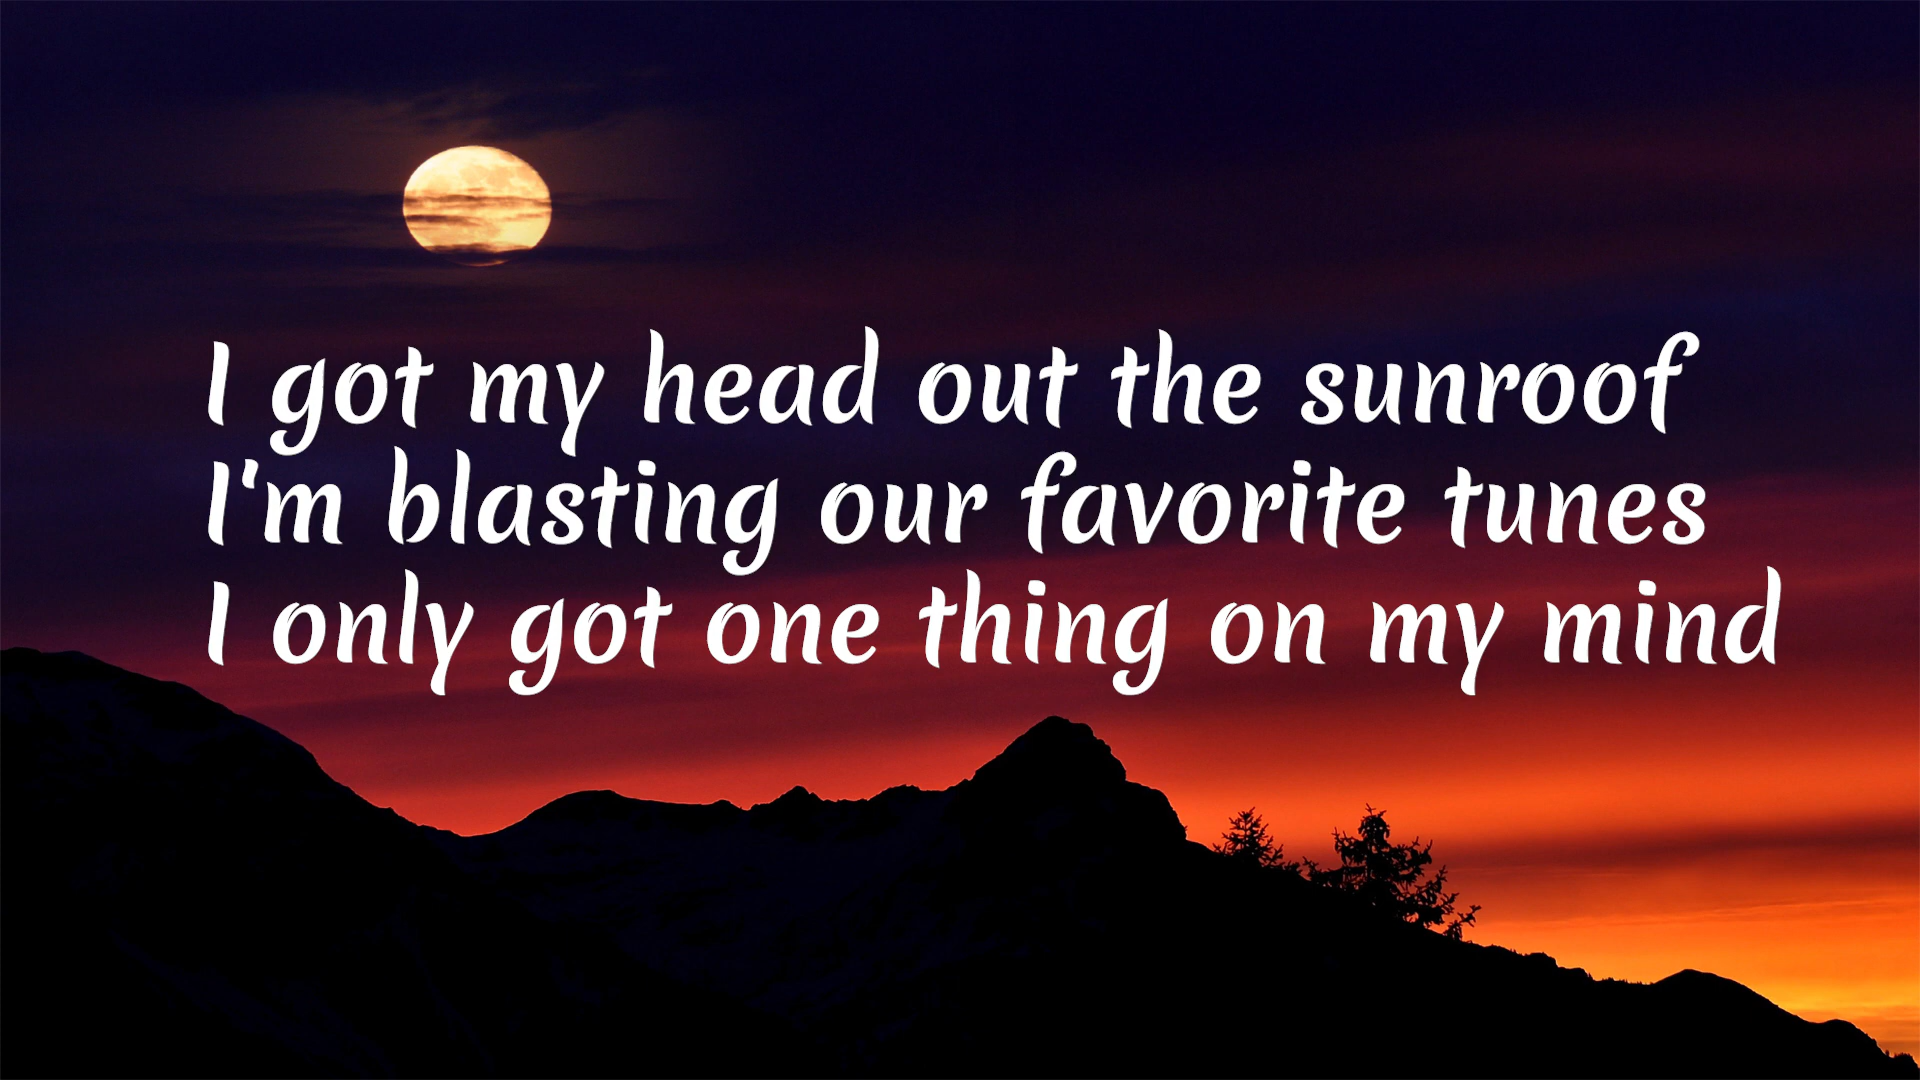 I got my head out the sunroof
I'm blasting our favorite tunes
I only got one thing on my mind